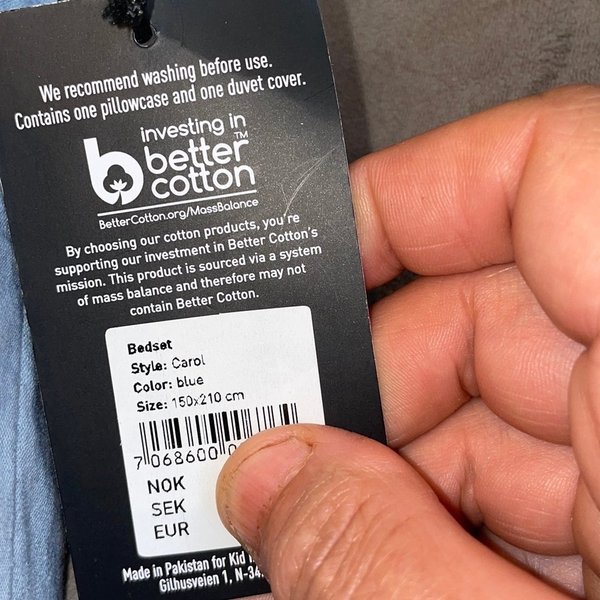 We recommend washing before use.
Contains one pillowcase and one duvet cover.
investing in
better™
cotton
BetterCotton.org/MassBalance
By choosing our cotton products, you're
supporting our investment in Better Cotton's
mission. This product is sourced via a system
of mass balance and therefore may not
contain Better Cotton.
Bedset
Style: Carol
Color: blue
Size: 150x210 cm
7 068600
NOK
SEK
EUR
Made in Pakistan for Kid
Gilhusveien 1, N-34